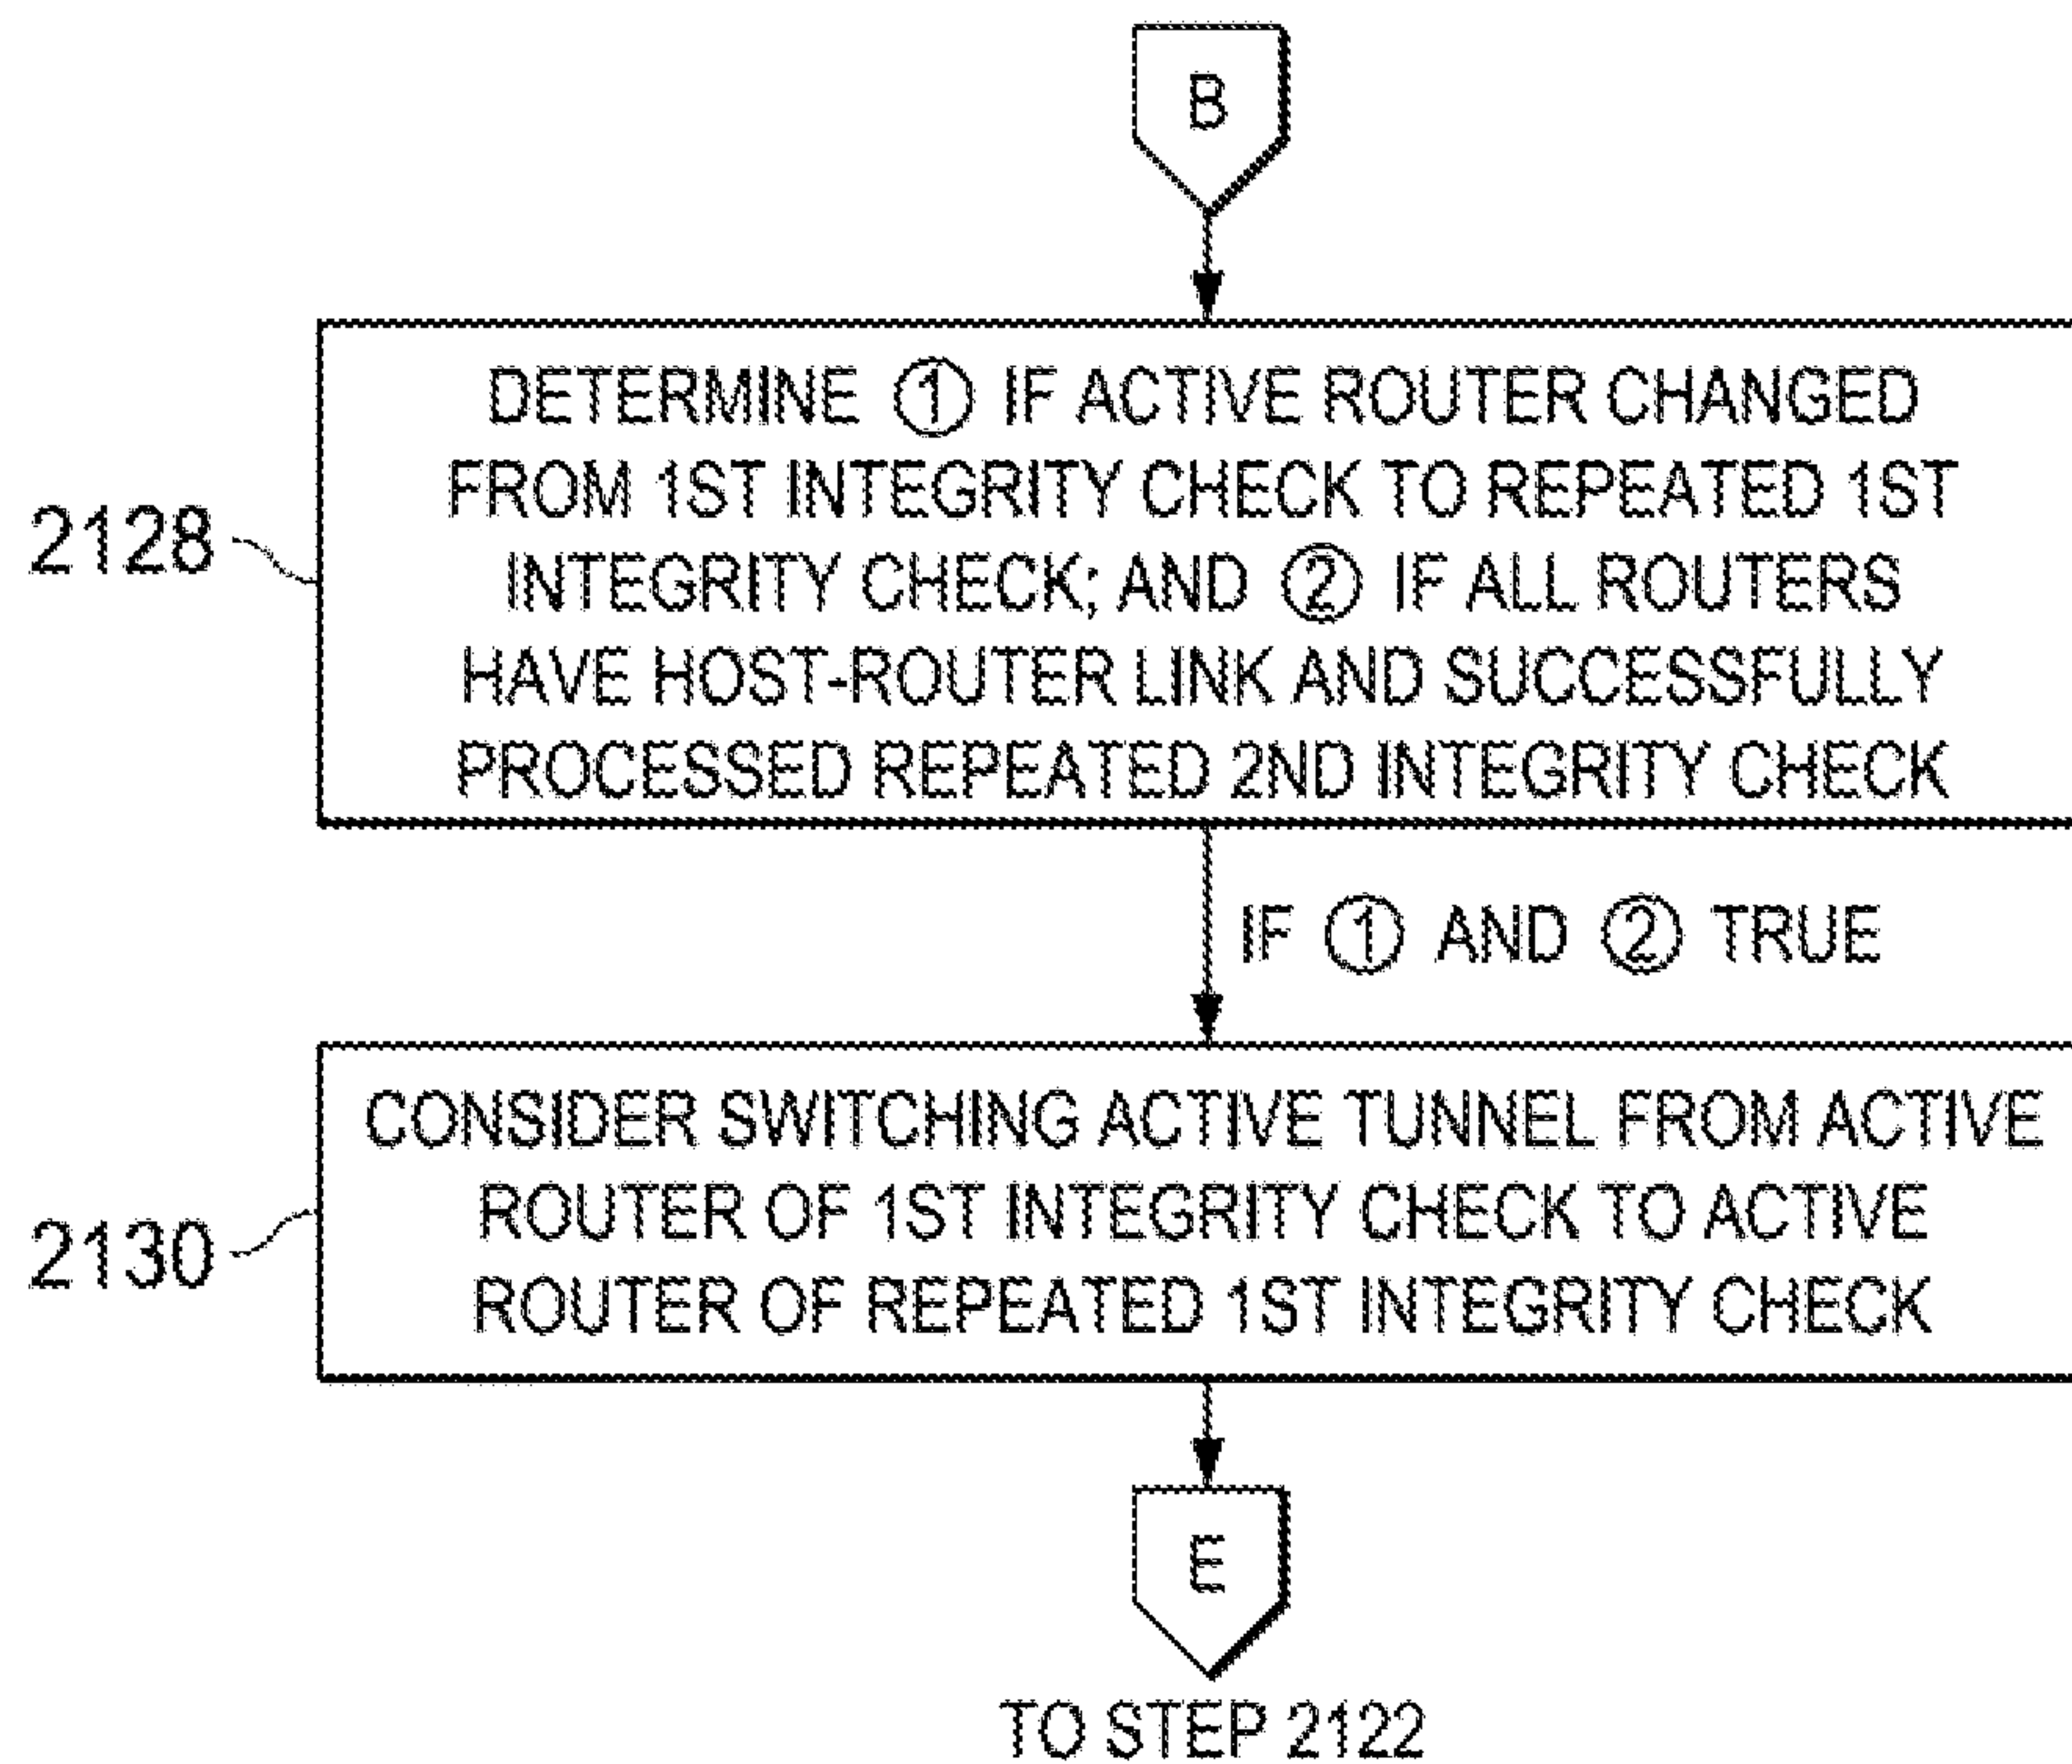 B
DETERMINE ① IF ACTIVE ROUTER CHANGED
FROM 1ST INTEGRITY CHECK TO REPEATED 1ST
INTEGRITY CHECK; AND ② IF ALL ROUTERS
HAVE HOST-ROUTER LINK AND SUCCESSFULLY
PROCESSED REPEATED 2ND INTEGRITY CHECK
2128
IF ① AND ② TRUE
CONSIDER SWITCHING ACTIVE TUNNEL FROM ACTIVE
ROUTER OF 1ST INTEGRITY CHECK TO ACTIVE
ROUTER OF REPEATED 1ST INTEGRITY CHECK
2130
E
TO STEP 2122